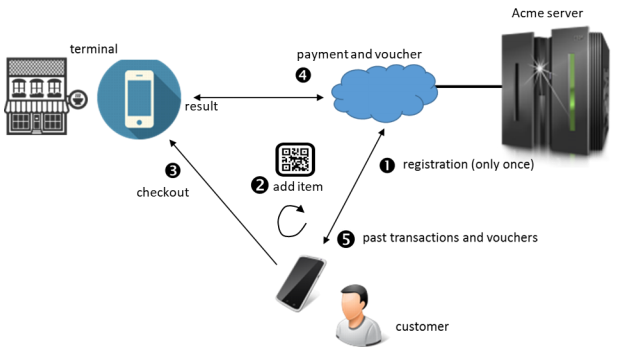 Acme server
terminal
payment and voucher
❹
result
❶ registration (only once)
❸
checkout
❷ add item
❺ past transactions and vouchers
customer